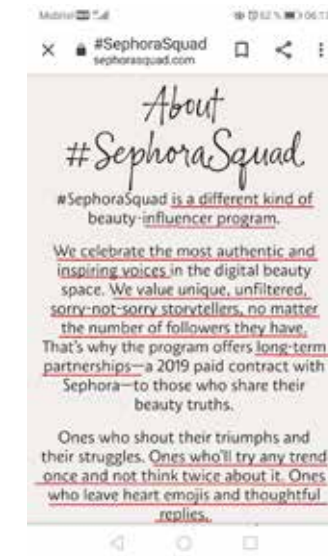 #SephoraSquad
sephorasquad.com
About
#SephoraSquad
#SephoraSquad is a different kind of
beauty-influencer program.
We celebrate the most authentic and
inspiring voices in the digital beauty
space. We value unique, unfiltered,
sorry-not-sorry storytellers, no matter
the number of followers they have.
That's why the program offers long-term
partnerships—a 2019 paid contract with
Sephora—to those who share their
beauty truths.
Ones who shout their triumphs and
their struggles. Ones who'll try any trend
once and not think twice about it. Ones
who leave heart emojis and thoughtful
replies.